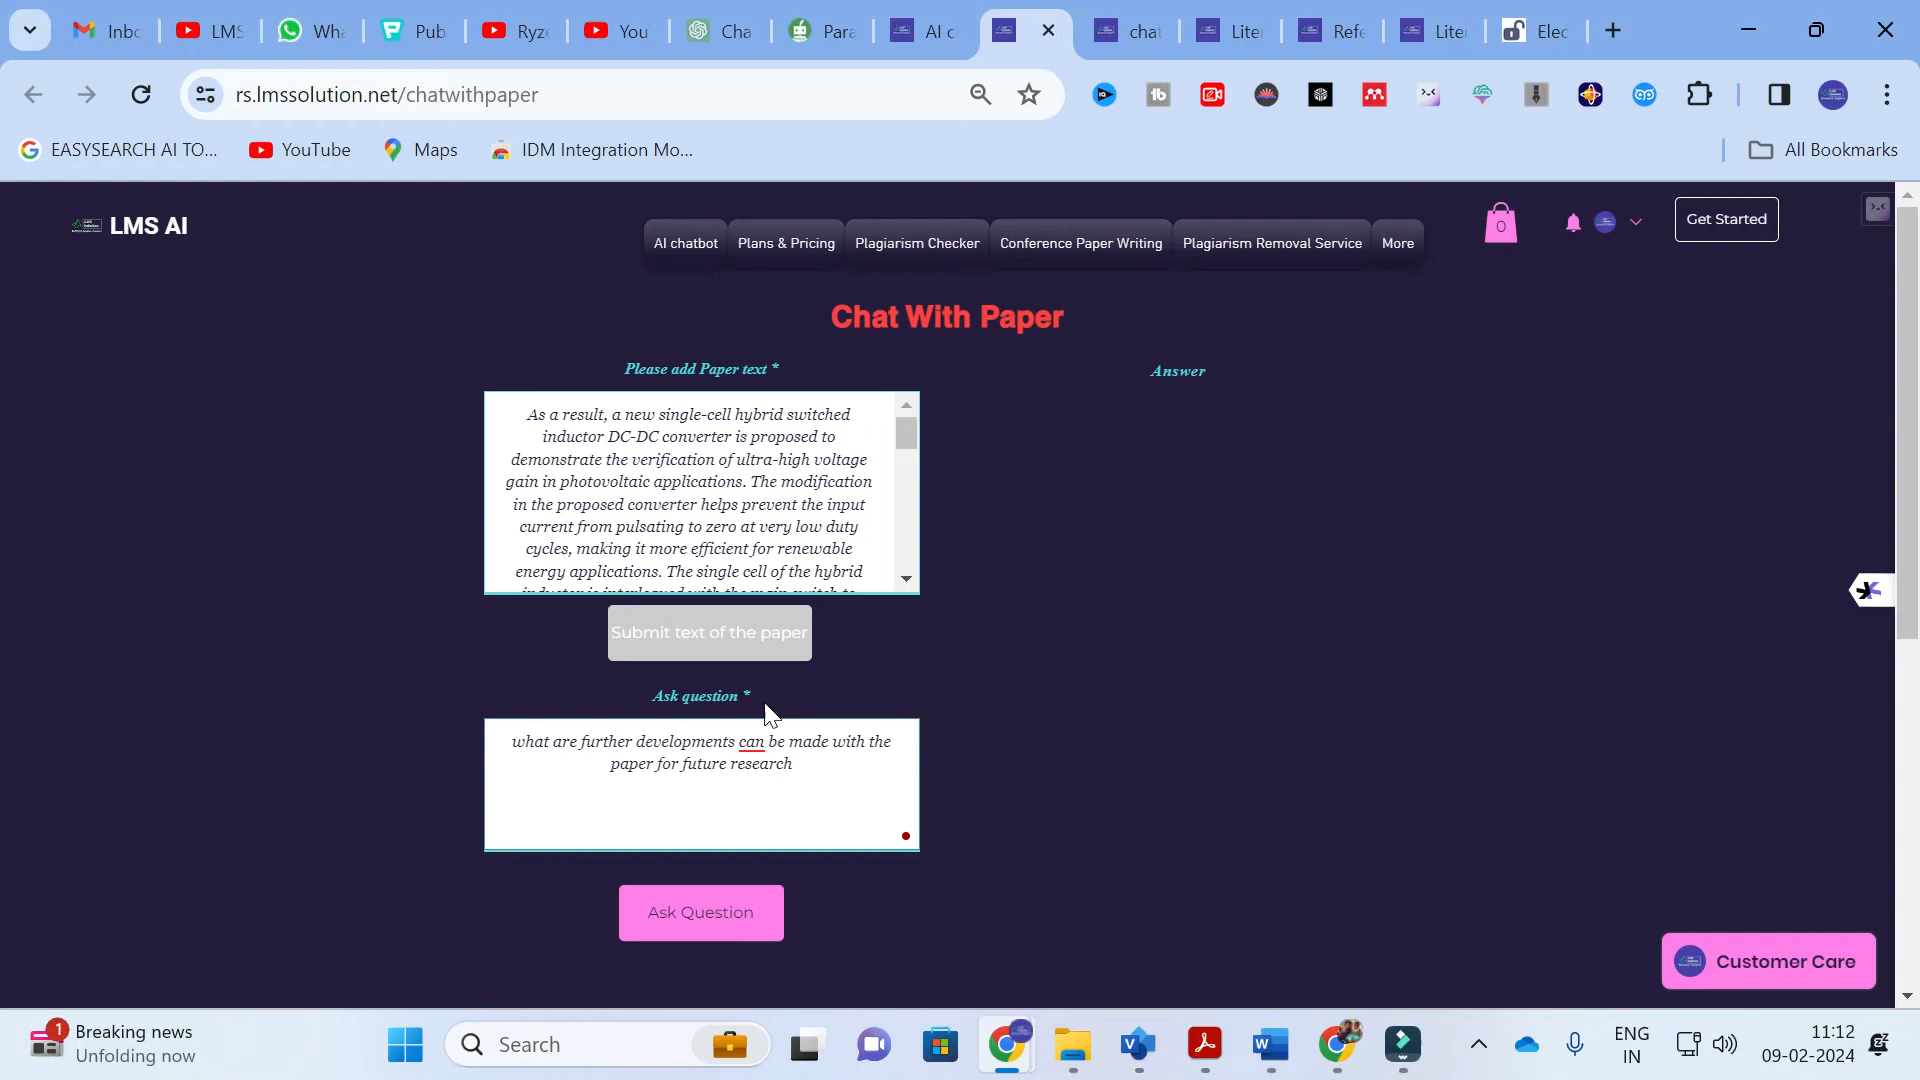 Inbc
LMS
Wha
Pub
Ryze
You
Cha
Para
AI c
chat
Liter
Refe
Liter
Elec
rs.lmssolution.net/chatwithpaper
EASYSEARCH AI TO...
YouTube
Maps
IDM Integration Mo...
All Bookmarks
LMS AI
AI chatbot
Plans & Pricing
Plagiarism Checker
Conference Paper Writing
Plagiarism Removal Service
More
0
Get Started
Chat With Paper
Please add Paper text *
Answer
As a result, a new single-cell hybrid switched
inductor DC-DC converter is proposed to
demonstrate the verification of ultra-high voltage
gain in photovoltaic applications. The modification
in the proposed converter helps prevent the input
current from pulsating to zero at very low duty
cycles, making it more efficient for renewable
energy applications. The single cell of the hybrid
Submit text of the paper
Ask question *
what are further developments can be made with the
paper for future research
Ask Question
Customer Care
1
Breaking news
Unfolding now
Search
ENG
IN
11:12
09-02-2024